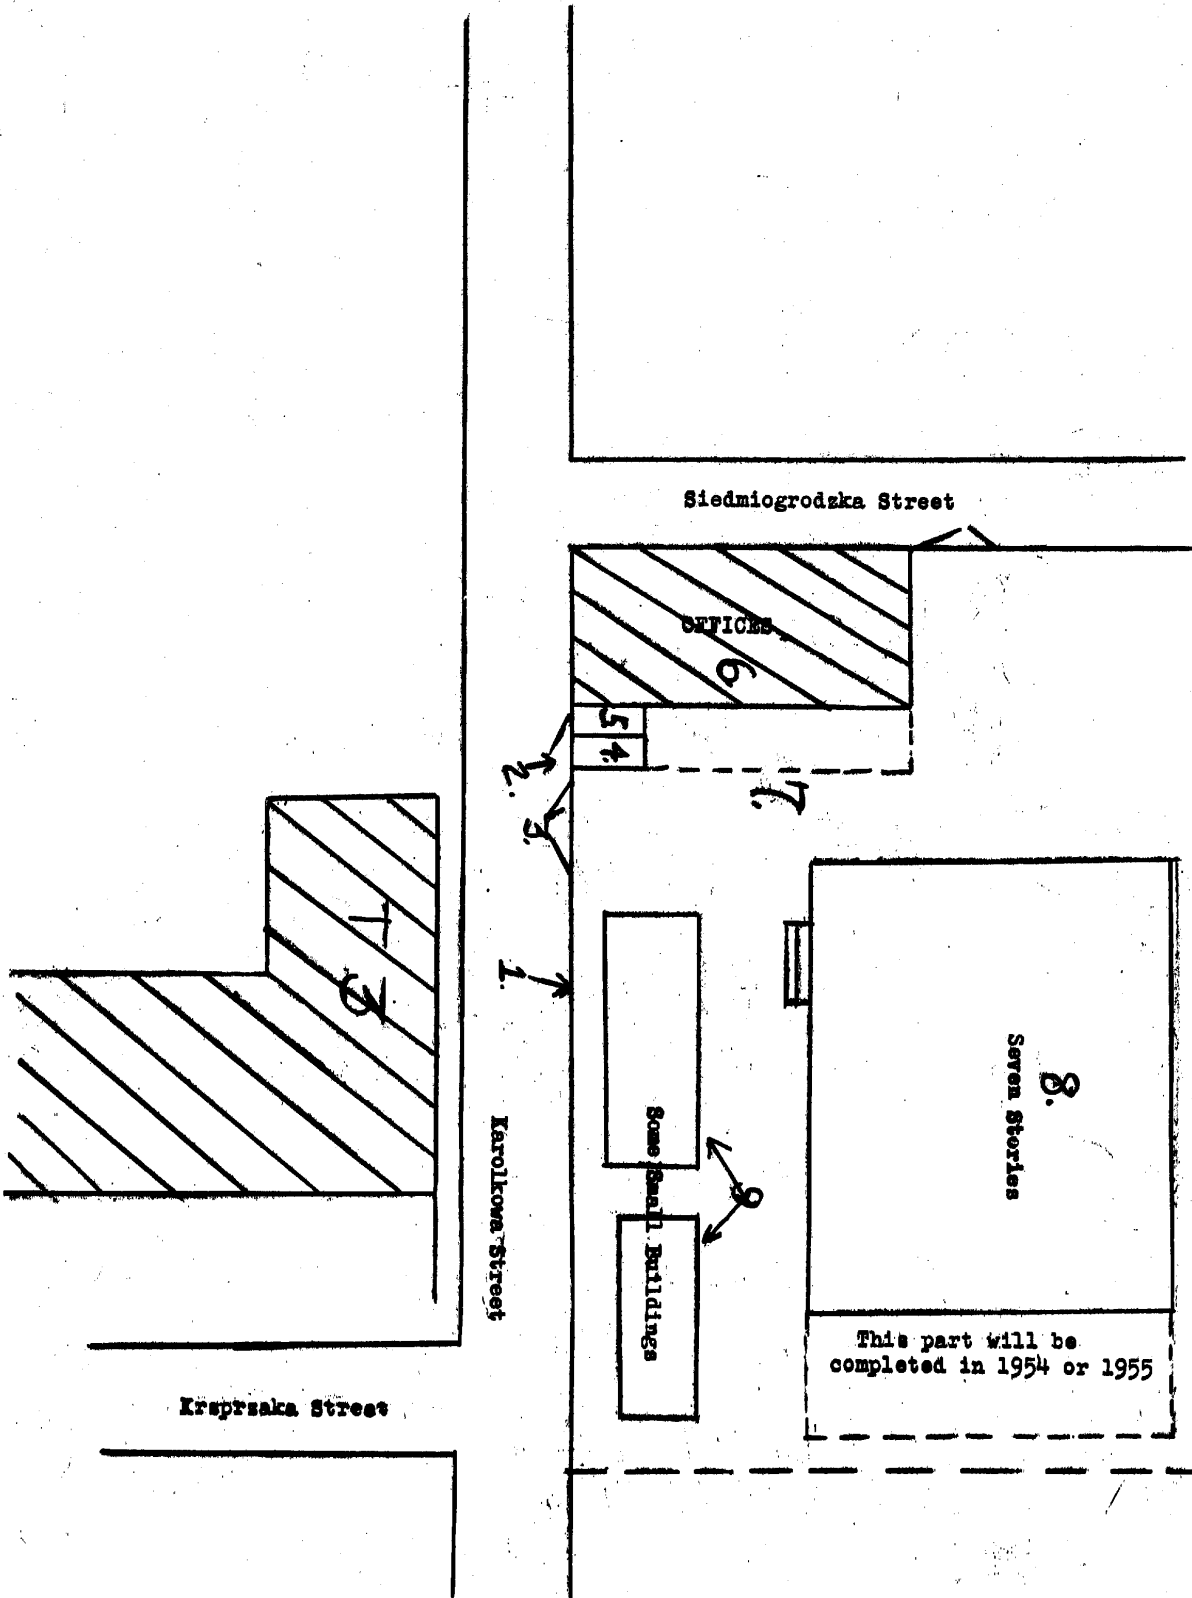 Siedmiogrodzka Street
OFFICES
6
5
4.
2.
7.
3.
T 3
1.
8.
Seven Stories
9
Some Small Buildings
Karolkowa Street
This part will be
completed in 1954 or 1955
Krsprzaka Street